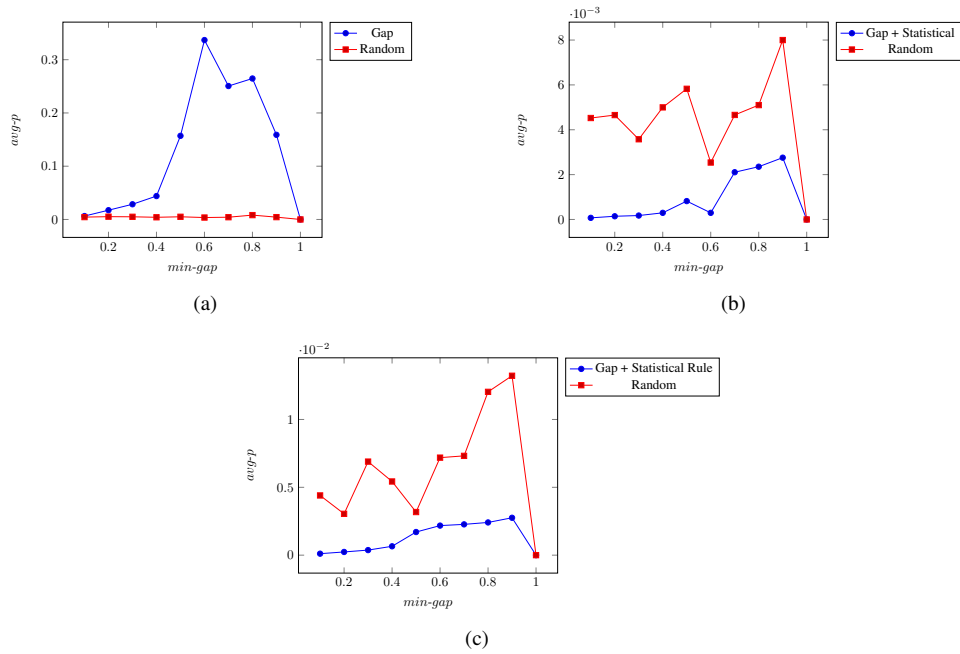 Gap
Random
0.3
0.2
0.1
0
avg-p
0.2 0.4 0.6 0.8 1
min-gap
(a)
·10−3
Gap + Statistical
Random
8
6
4
2
0
avg-p
0.2 0.4 0.6 0.8 1
min-gap
(b)
·10−2
Gap + Statistical Rule
Random
1
0.5
0
avg-p
0.2 0.4 0.6 0.8 1
min-gap
(c)